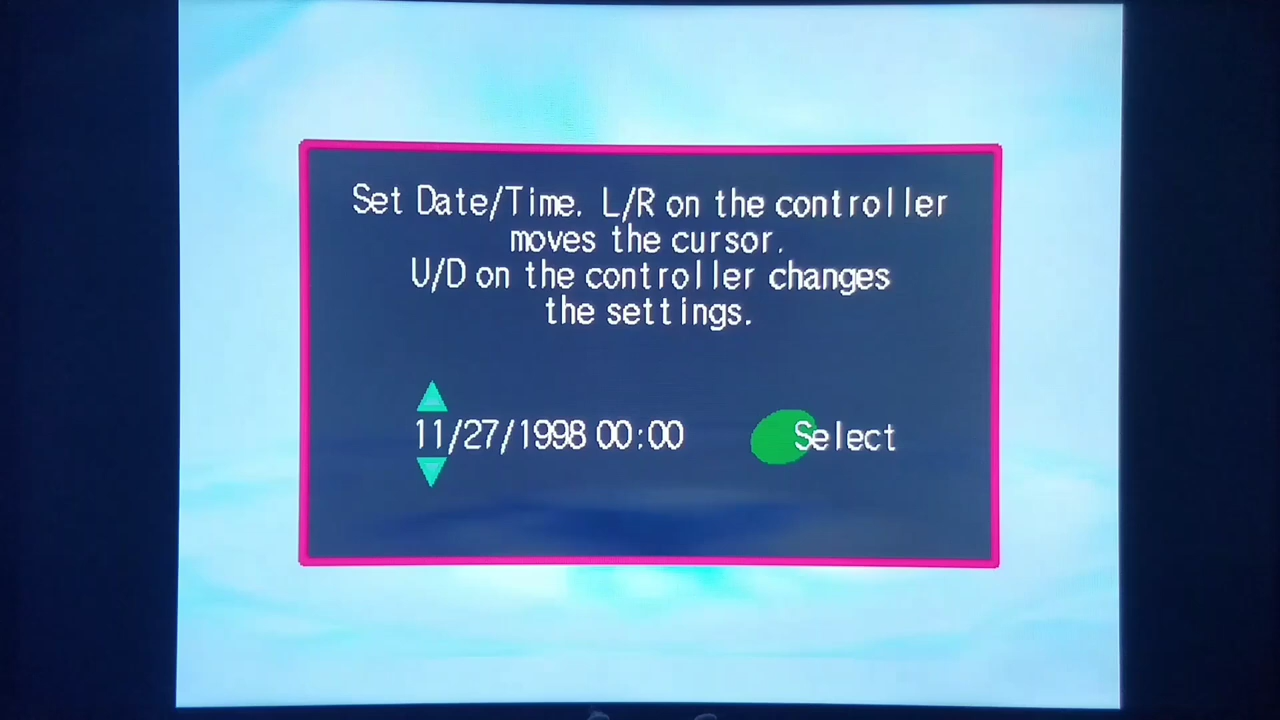 Set Date/Time. L/R on the controller
moves the cursor.
U/D on the controller changes
the settings.
11/27/1998 00:00
Select